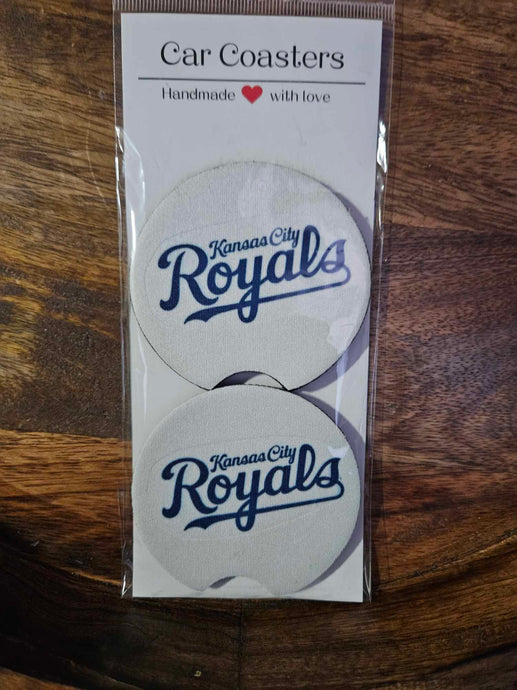 Car Coasters
Handmade ❤ with love
Kansas City
Royals
Kansas City
Royals